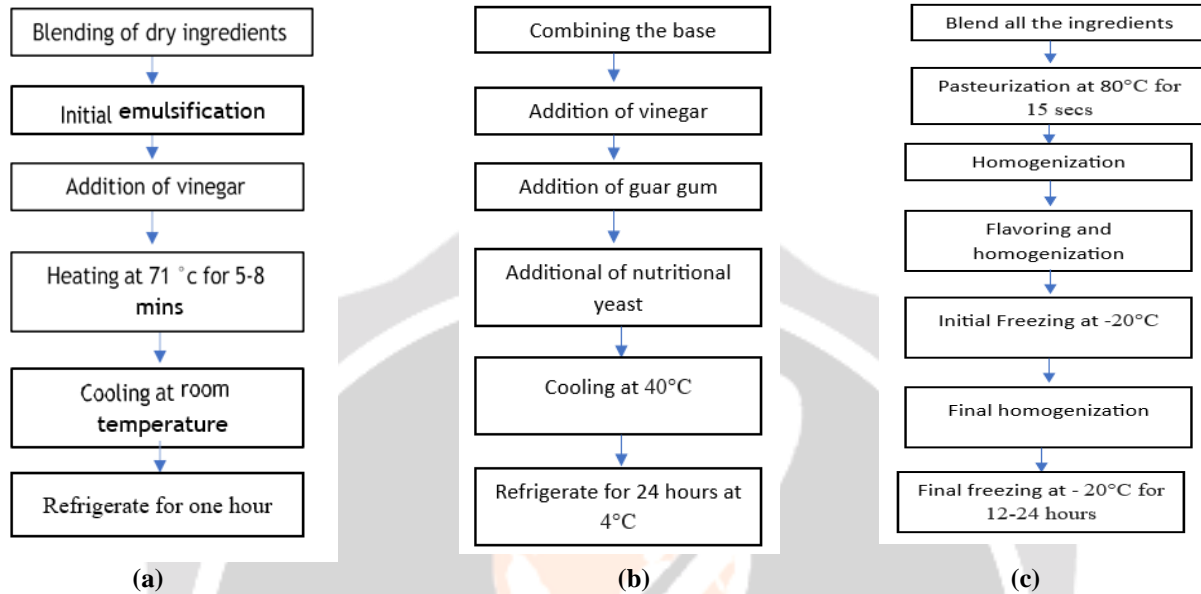 Blending of dry ingredients
Initial emulsification
Addition of vinegar
Heating at 71 °c for 5-8
mins
Cooling at room
temperature
Refrigerate for one hour
(a)
Combining the base
Addition of vinegar
Addition of guar gum
Additional of nutritional
yeast
Cooling at 40°C
Refrigerate for 24 hours at
4°C
(b)
Blend all the ingredients
Pasteurization at 80°C for
15 secs
Homogenization
Flavoring and
homogenization
Initial Freezing at -20°C
Final homogenization
Final freezing at - 20°C for
12-24 hours
(c)